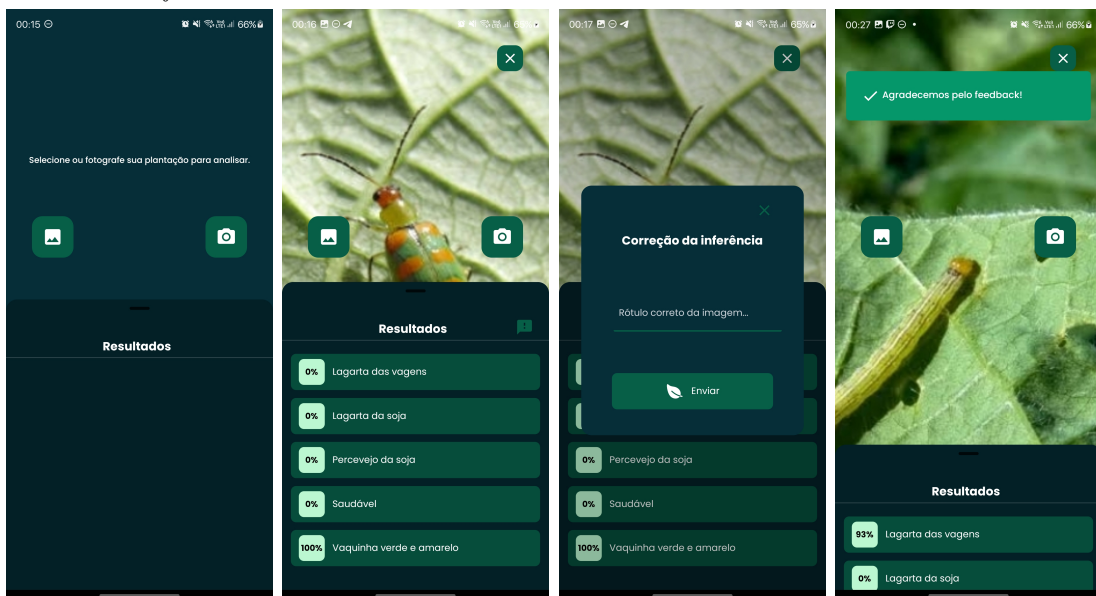 00:15
66%
Selecione ou fotografe sua plantação para analisar.
Resultados
00:16
Resultados
0% Lagarta das vagens
0% Lagarta da soja
0% Percevejo da soja
0% Saudável
100% Vaquinha verde e amarelo
00:17
65%
Correção da inferência
Rótulo correto da imagem...
Enviar
0% Percevejo da soja
0% Saudável
100% Vaquinha verde e amarelo
00:27
66%
Agradecemos pelo feedback!
Resultados
93% Lagarta das vagens
0% Lagarta da soja